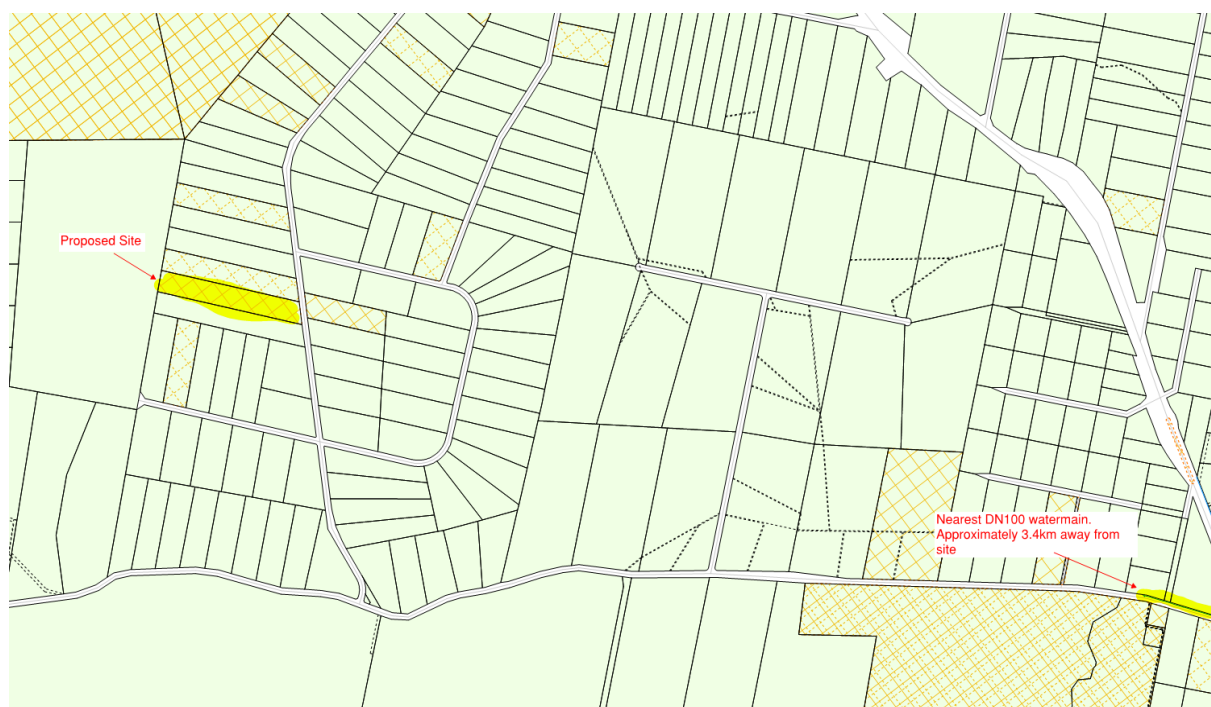 Proposed Site
Nearest DN100 watermain.
Approximately 3.4km away from
site